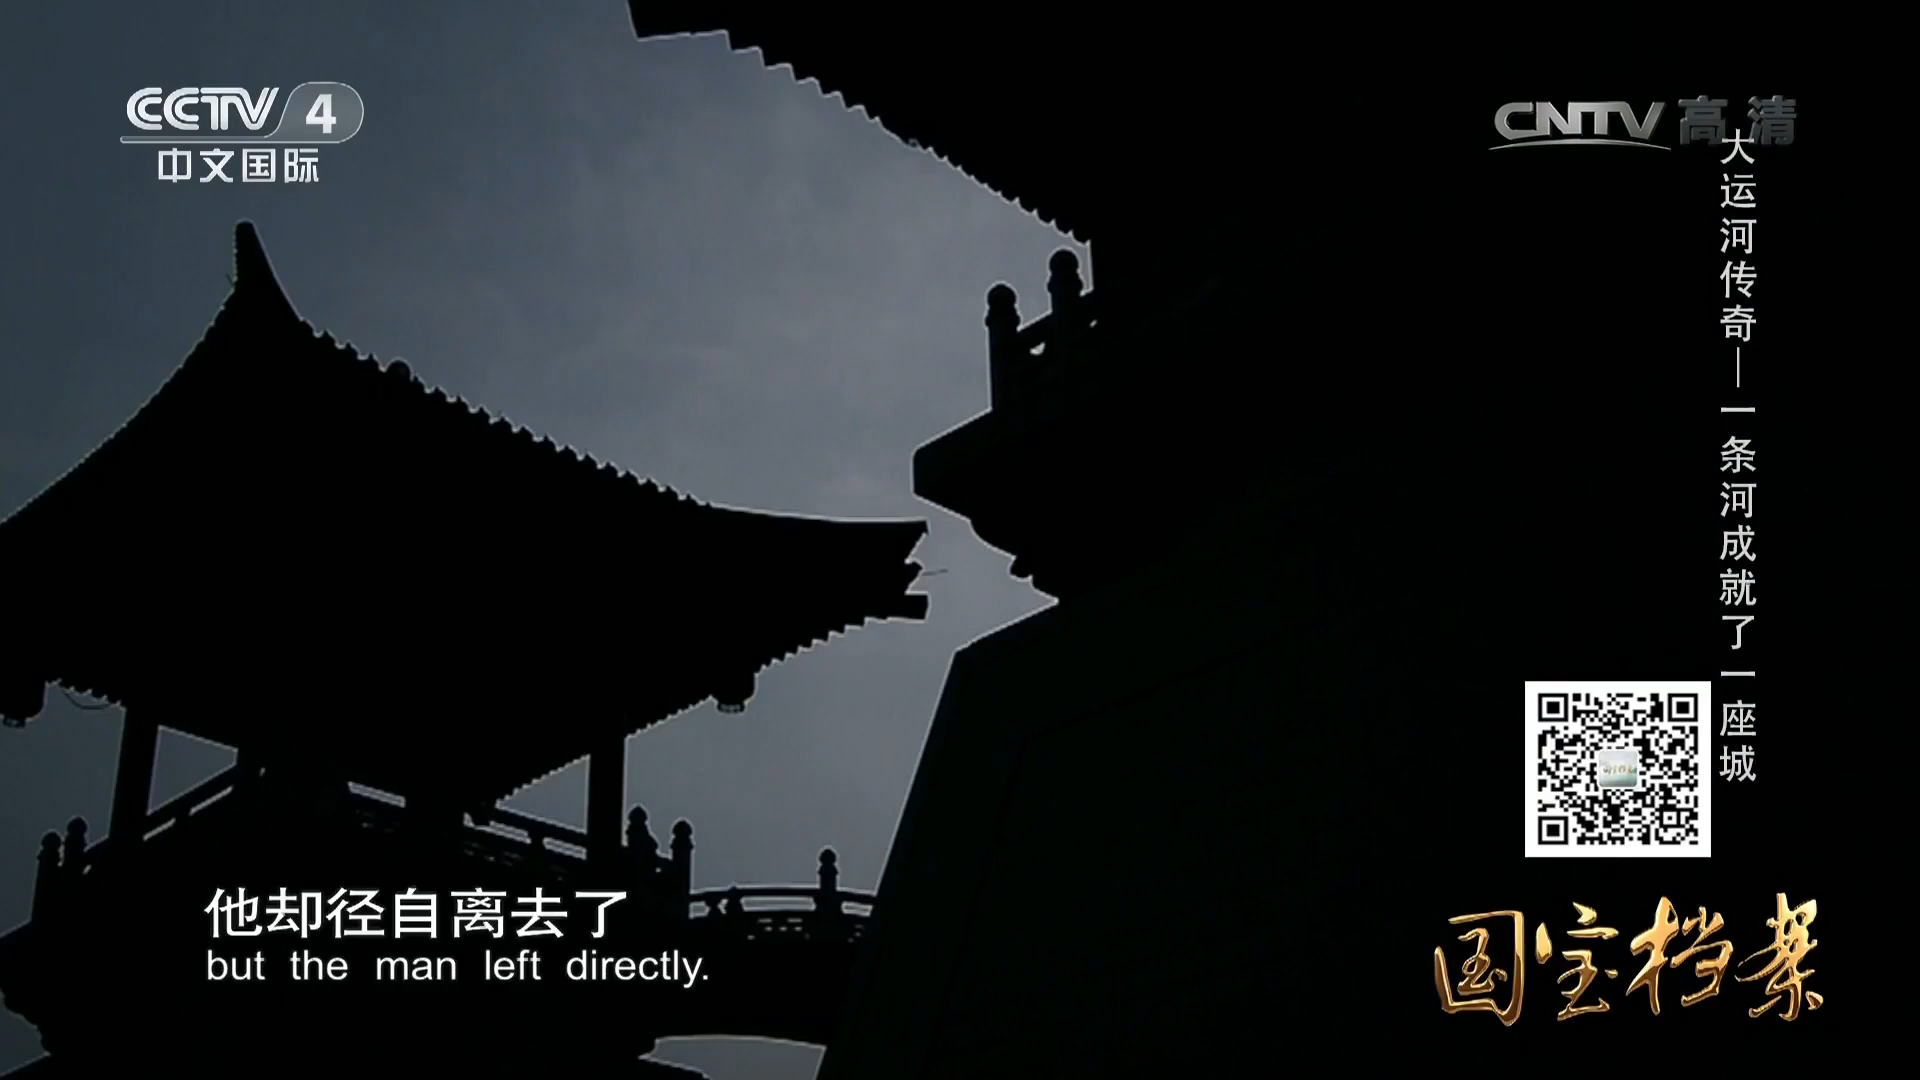 CCTV 4
中文国际
CNTV 高清
大运河传�—一条河成就了一座城
他却径自离去了
but the man left directly.
国宝档案